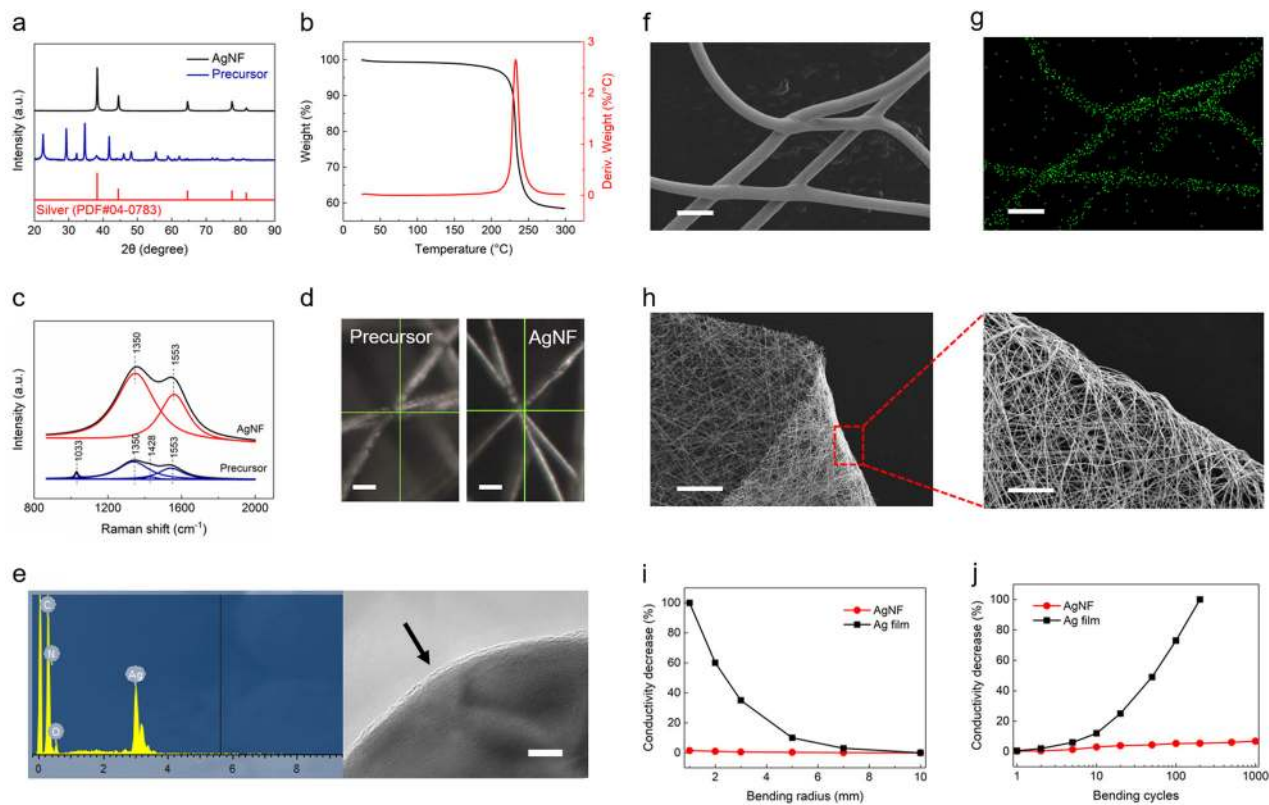 a
AgNF
Precursor
Silver (PDF#04-0783)
Intensity (a.u.)
20 30 40 50 60 70 80 90
2θ (degree)
b
100
90
80
70
60
Weight (%)
3
2
1
0
Deriv. Weight (%/°C)
0 50 100 150 200 250 300
Temperature (°C)
c
1350
1553
AgNF
1033
1350
1428
1553
Precursor
Intensity (a.u.)
800 1200 1600 2000
Raman shift (cm⁻¹)
d
Precursor
AgNF
e
C
N
O
Ag
0 2 4 6 8
f
g
h
i
AgNF
Ag film
100
80
60
40
20
0
Conductivity decrease (%)
2 4 6 8 10
Bending radius (mm)
j
AgNF
Ag film
100
80
60
40
20
0
Conductivity decrease (%)
1 10 100 1000
Bending cycles